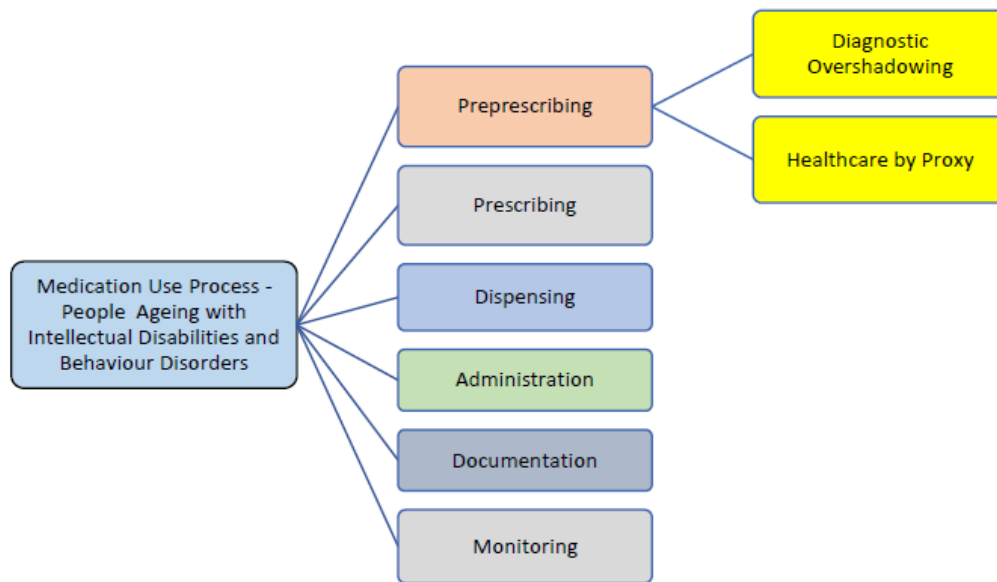 Diagnostic
Overshadowing
Preprescribing
Healthcare by Proxy
Prescribing
Medication Use Process -
People Ageing with
Intellectual Disabilities and
Behaviour Disorders
Dispensing
Administration
Documentation
Monitoring